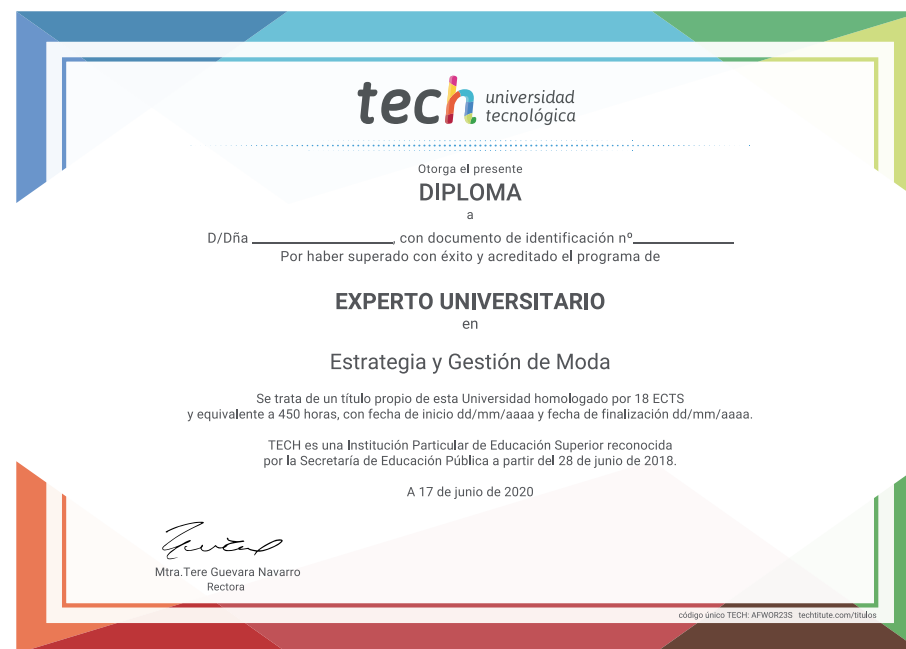 tech universidad
tecnológica
Otorga el presente
DIPLOMA
a
D/Dña ________________, con documento de identificación nº____________
Por haber superado con éxito y acreditado el programa de
EXPERTO UNIVERSITARIO
en
Estrategia y Gestión de Moda
Se trata de un título propio de esta Universidad homologado por 18 ECTS
y equivalente a 450 horas, con fecha de inicio dd/mm/aaaa y fecha de finalización dd/mm/aaaa.
TECH es una Institución Particular de Educación Superior reconocida
por la Secretaría de Educación Pública a partir del 28 de junio de 2018.
A 17 de junio de 2020
Mtra.Tere Guevara Navarro
Rectora
código único TECH: AFWOR23S techtitute.com/titulos